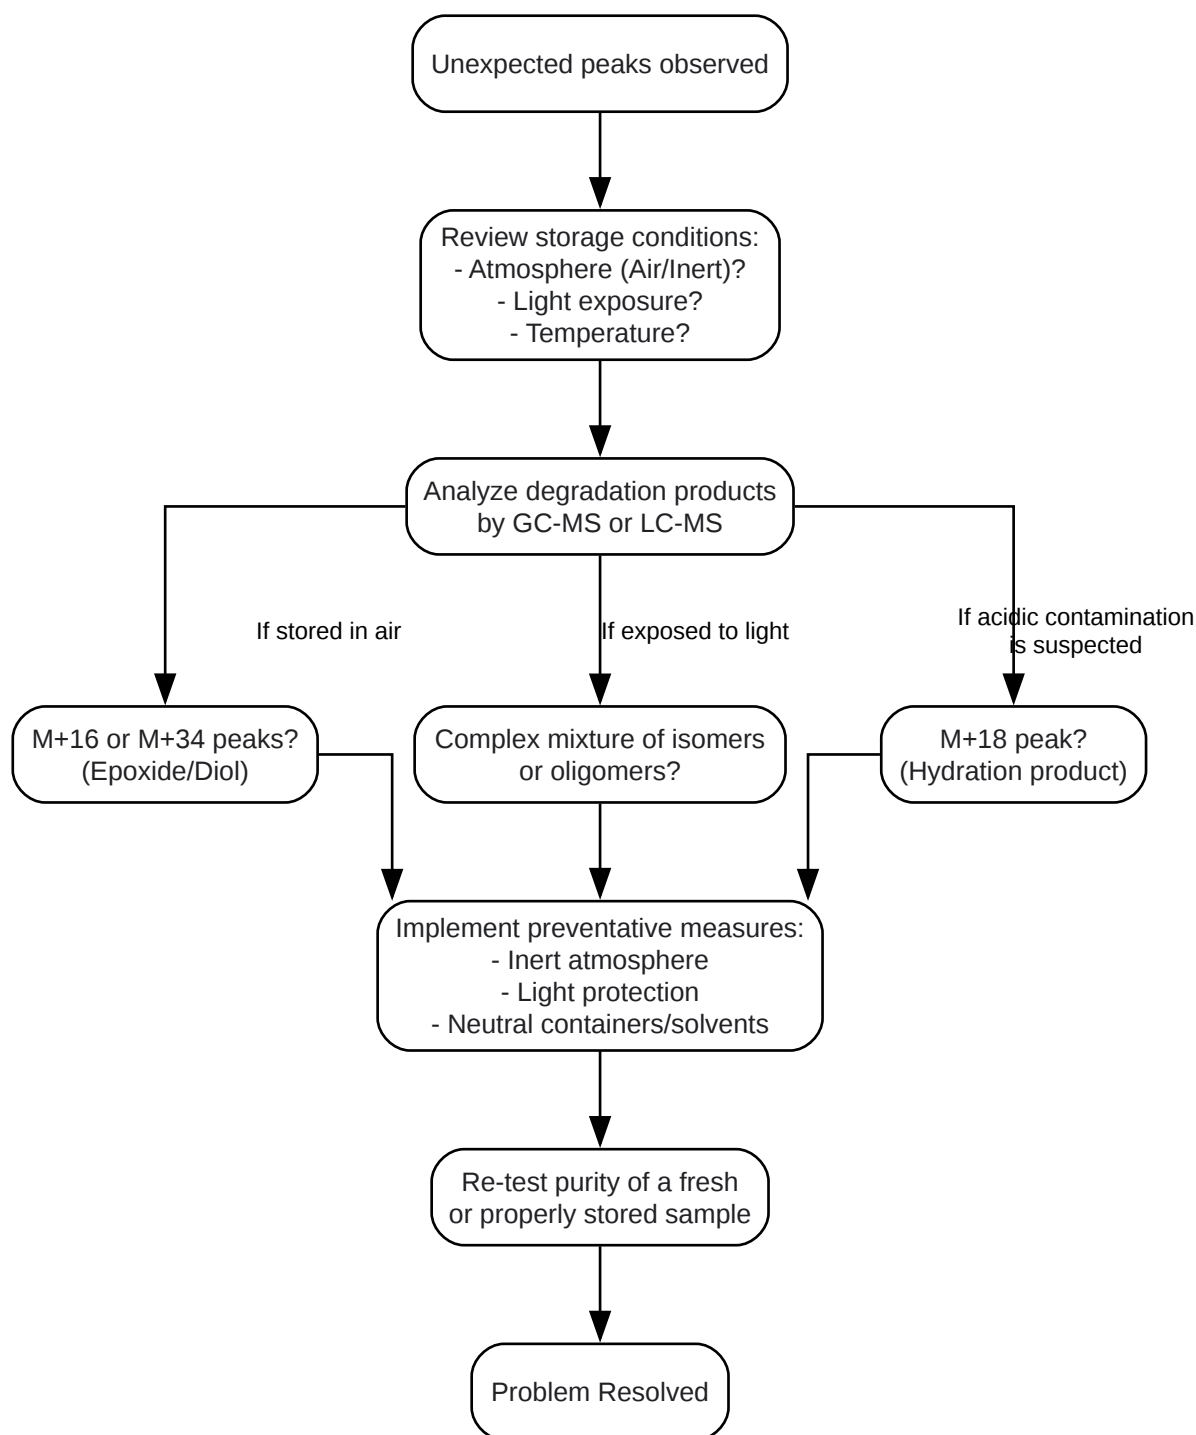 Unexpected peaks observed
Review storage conditions:
- Atmosphere (Air/Inert)?
- Light exposure?
- Temperature?
Analyze degradation products
by GC-MS or LC-MS
If stored in air
If exposed to light
If acidic contamination
is suspected
M+16 or M+34 peaks?
(Epoxide/Diol)
Complex mixture of isomers
or oligomers?
M+18 peak?
(Hydration product)
Implement preventative measures:
- Inert atmosphere
- Light protection
- Neutral containers/solvents
Re-test purity of a fresh
or properly stored sample
Problem Resolved